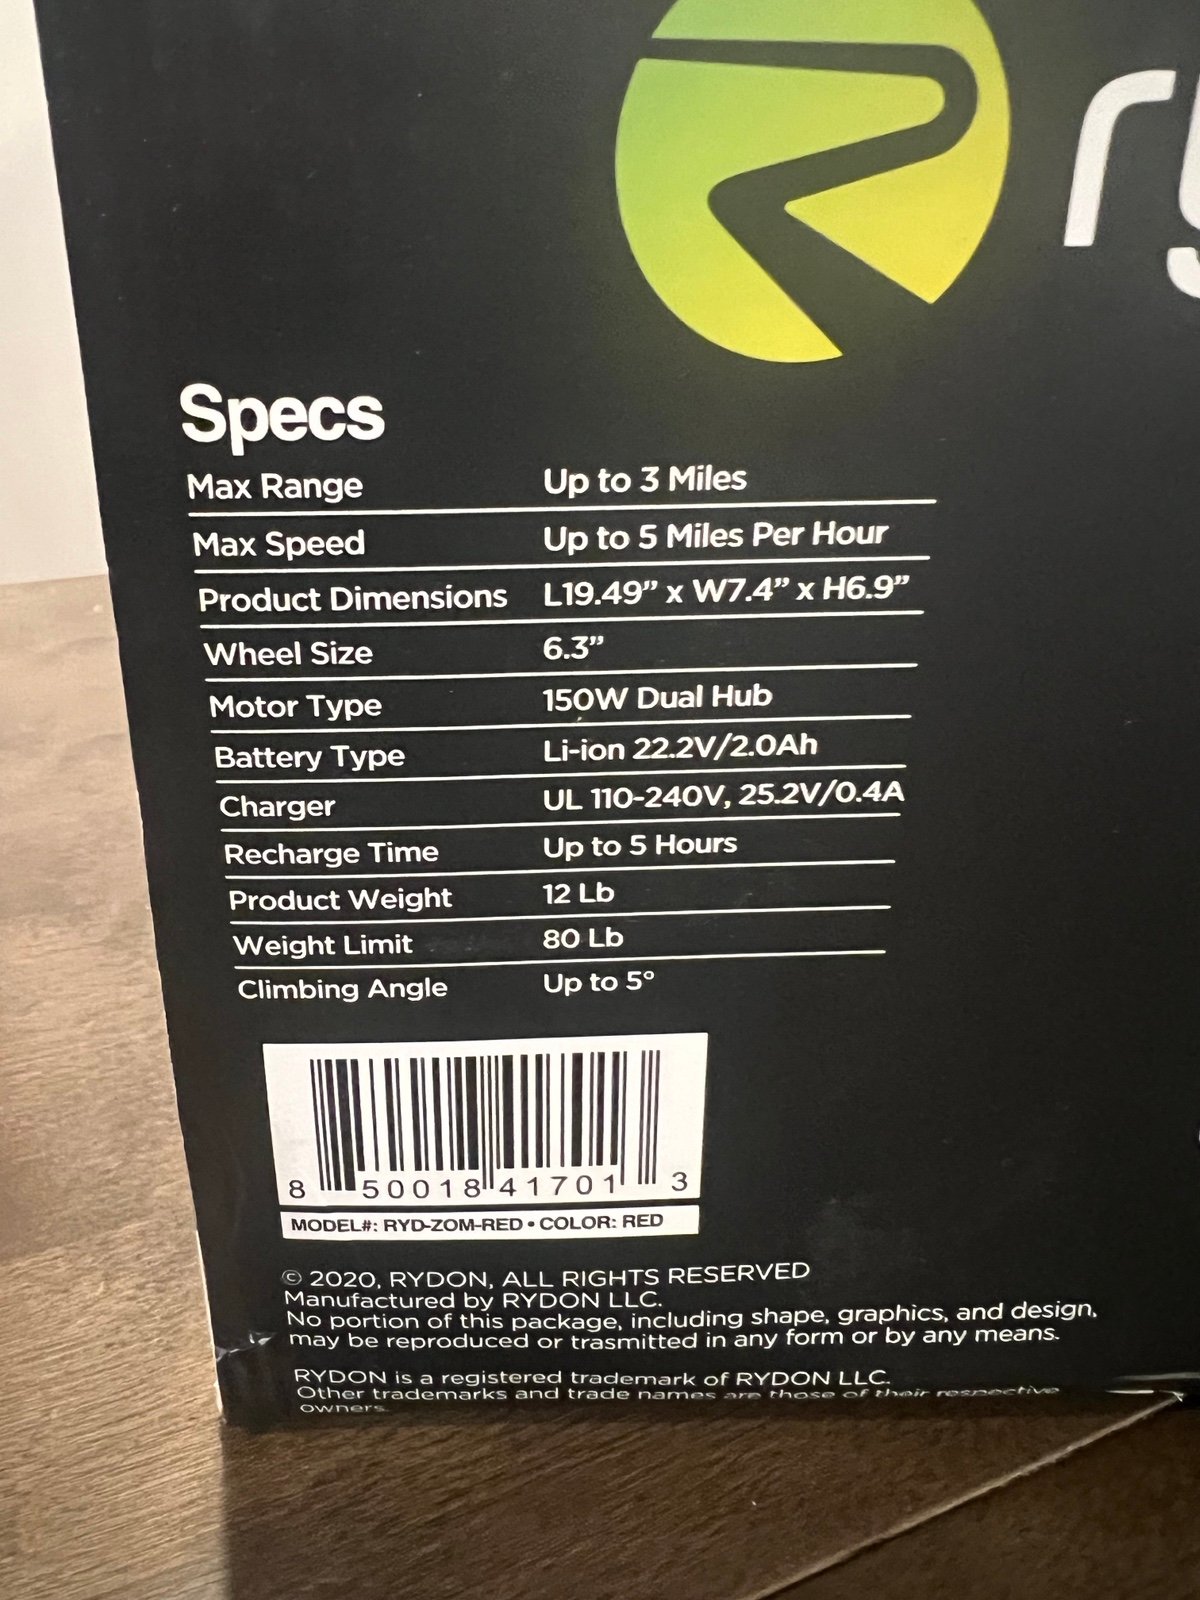 ry
Specs
Max Range Up to 3 Miles
Max Speed Up to 5 Miles Per Hour
Product Dimensions L19.49” x W7.4” x H6.9”
Wheel Size 6.3”
Motor Type 150W Dual Hub
Battery Type Li-ion 22.2V/2.0Ah
Charger UL 110-240V, 25.2V/0.4A
Recharge Time Up to 5 Hours
Product Weight 12 Lb
Weight Limit 80 Lb
Climbing Angle Up to 5°
8 50018 41701 3
MODEL#: RYD-ZOM-RED • COLOR: RED
© 2020, RYDON, ALL RIGHTS RESERVED
Manufactured by RYDON LLC.
No portion of this package, including shape, graphics, and design,
may be reproduced or trasmitted in any form or by any means.
RYDON is a registered trademark of RYDON LLC.
Other trademarks and trade names are those of their respective
owners.